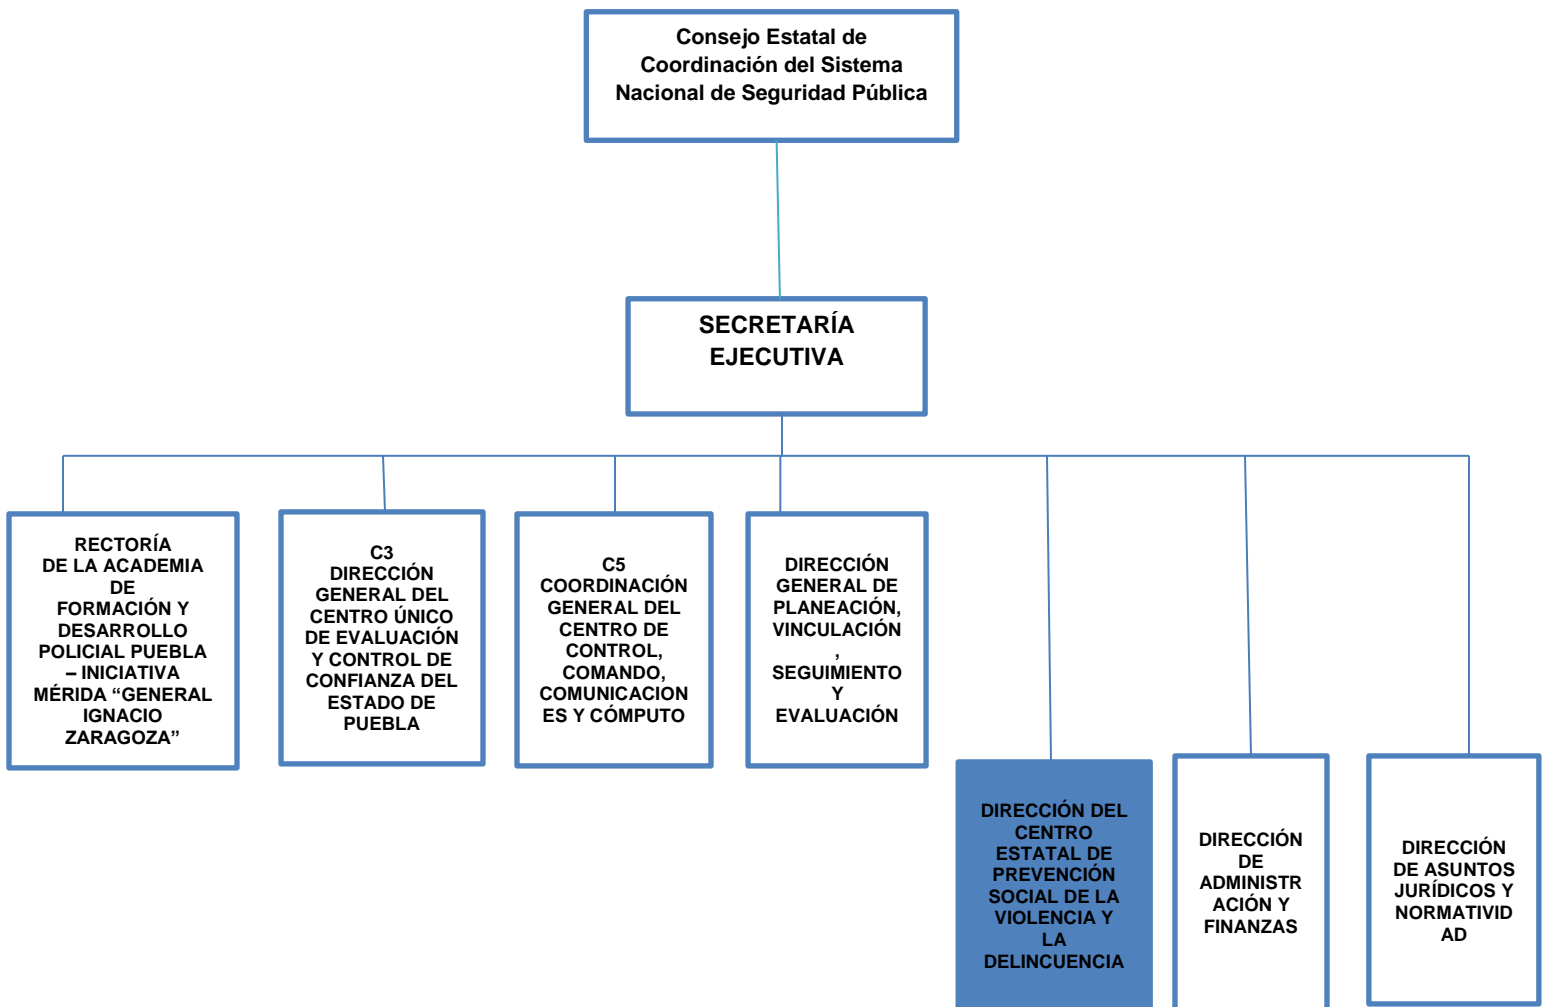 Consejo Estatal de
Coordinación del Sistema
Nacional de Seguridad Pública
SECRETARÍA
EJECUTIVA
RECTORÍA
DE LA ACADEMIA
DE
FORMACIÓN Y
DESARROLLO
POLICIAL PUEBLA
– INICIATIVA
MÉRIDA “GENERAL
IGNACIO
ZARAGOZA”
C3
DIRECCIÓN
GENERAL DEL
CENTRO ÚNICO
DE EVALUACIÓN
Y CONTROL DE
CONFIANZA DEL
ESTADO DE
PUEBLA
C5
COORDINACIÓN
GENERAL DEL
CENTRO DE
CONTROL,
COMANDO,
COMUNICACION
ES Y CÓMPUTO
DIRECCIÓN
GENERAL DE
PLANEACIÓN,
VINCULACIÓN
,
SEGUIMIENTO
Y
EVALUACIÓN
DIRECCIÓN DEL
CENTRO
ESTATAL DE
PREVENCIÓN
SOCIAL DE LA
VIOLENCIA Y
LA
DELINCUENCIA
DIRECCIÓN
DE
ADMINISTR
ACIÓN Y
FINANZAS
DIRECCIÓN
DE ASUNTOS
JURÍDICOS Y
NORMATIVID
AD